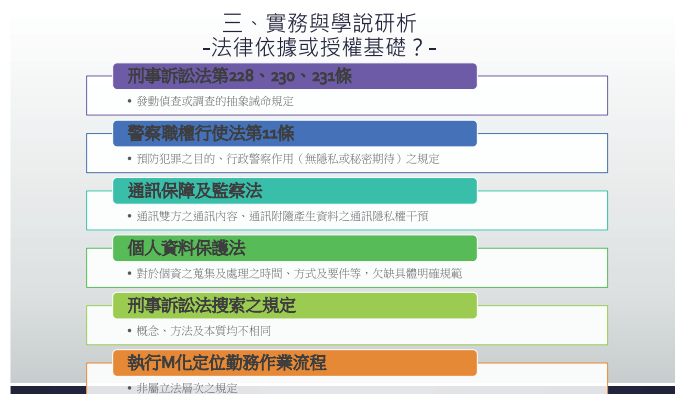 三、實務與學說研析
-法律依據或授權基礎？-
刑事訴訟法第228、230、231條
• 發動偵查或調查的抽象誡命規定
警察職權行使法第11條
• 預防犯罪之目的、行政警察作用（無隱私或秘密期待）之規定
通訊保障及監察法
• 通訊雙方之通訊內容、通訊附隨產生資料之通訊隱私權干預
個人資料保護法
• 對於個資之蒐集及處理之時間、方式及要件等，欠缺具體明確規範
刑事訴訟法搜索之規定
• 概念、方法及本質均不相同
執行M化定位勤務作業流程
• 非屬立法層次之規定